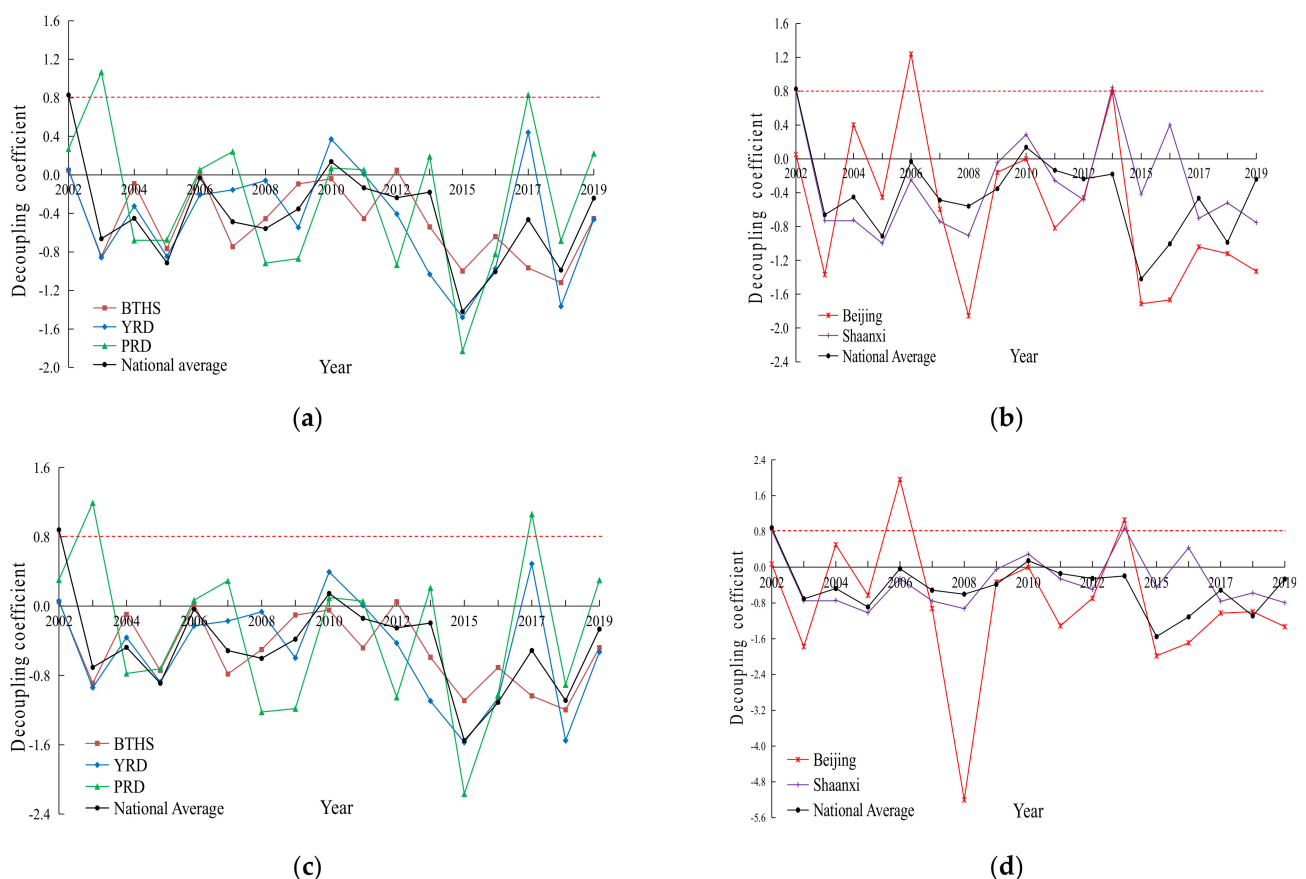 1.6
1.2
0.8
0.4
0.0
-0.4
-0.8
-1.2
-1.6
-2.0
Decoupling coefficient
2002 2004 2006 2008 2010 2012 2015 2017 2019
BTHS
YRD
PRD
National average
Year
(a)
1.6
1.2
0.8
0.4
0.0
-0.4
-0.8
-1.2
-1.6
-2.0
-2.4
Decoupling coefficient
2002 2004 2006 2008 2010 2012 2015 2017 2019
Beijing
Shaanxi
National Average
Year
(b)
1.6
0.8
0.0
-0.8
-1.6
-2.4
Decoupling coefficient
2002 2004 2006 2008 2010 2012 2015 2017 2019
BTHS
YRD
PRD
National Average
Year
(c)
2.4
1.6
0.8
0.0
-0.8
-1.6
-2.4
-3.2
-4.0
-4.8
-5.6
Decoupling coefficient
2002 2004 2006 2008 2010 2012 2015 2017 2019
Beijing
Shaanxi
National Average
Year
(d)